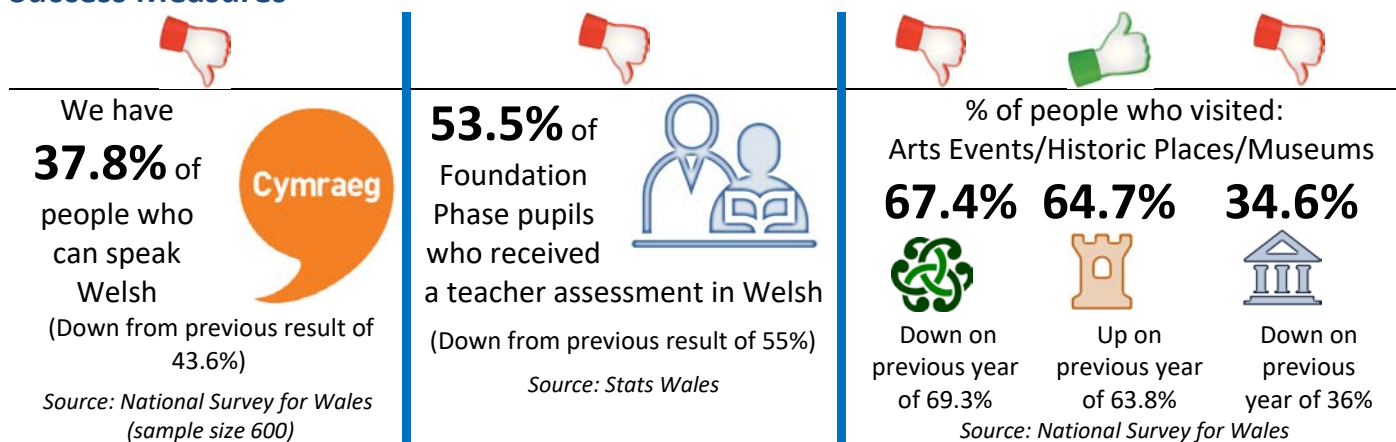 Success Measures
We have
37.8% of
people who
can speak
Welsh
Cymraeg
(Down from previous result of
43.6%)
Source: National Survey for Wales
(sample size 600)
53.5% of
Foundation
Phase pupils
who received
a teacher assessment in Welsh
(Down from previous result of 55%)
Source: Stats Wales
% of people who visited:
Arts Events/Historic Places/Museums
67.4% 64.7% 34.6%
Down on
previous year
of 69.3%
Up on
previous year
of 63.8%
Down on
previous
year of 36%
Source: National Survey for Wales